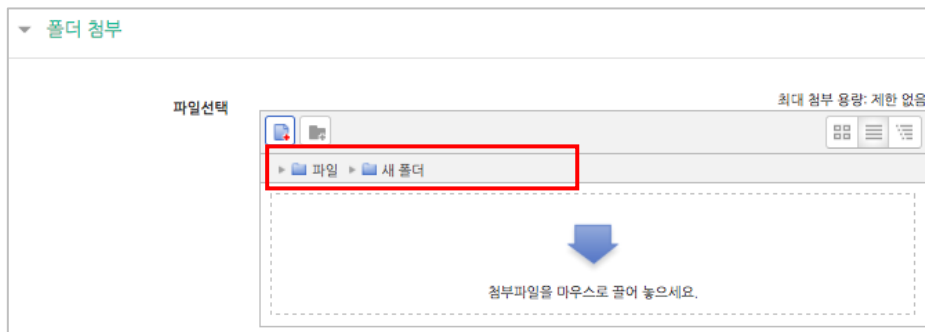 폴더 첨부
최대 첨부 용량: 제한 없음
파일선택
파일 새 폴더
첨부파일을 마우스로 끌어 놓으세요.